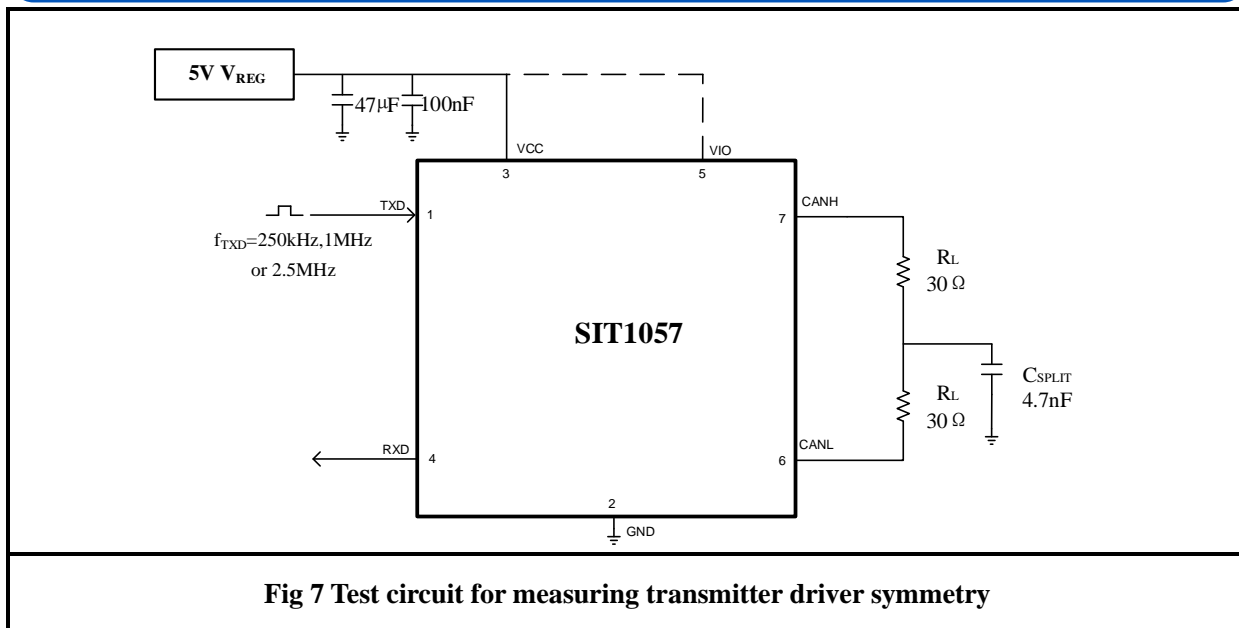 5V VREG
47μF
100nF
VCC
VIO
3
5
TXD
1
CANH
7
fTXD=250kHz,1MHz
or 2.5MHz
RL
30 Ω
SIT1057
CSPLIT
4.7nF
RL
30 Ω
RXD
4
CANL
6
2
GND
Fig 7 Test circuit for measuring transmitter driver symmetry